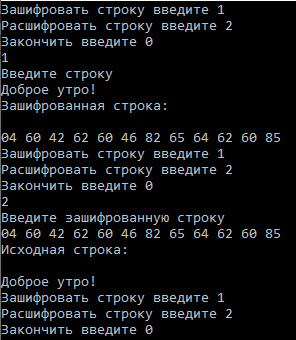 Зашифровать строку введите 1
Расшифровать строку введите 2
Закончить введите 0
1
Введите строку
Доброе утро!
Зашифрованная строка:
04 60 42 62 60 46 82 65 64 62 60 85
Зашифровать строку введите 1
Расшифровать строку введите 2
Закончить введите 0
2
Введите зашифрованную строку
04 60 42 62 60 46 82 65 64 62 60 85
Исходная строка:
Доброе утро!
Зашифровать строку введите 1
Расшифровать строку введите 2
Закончить введите 0